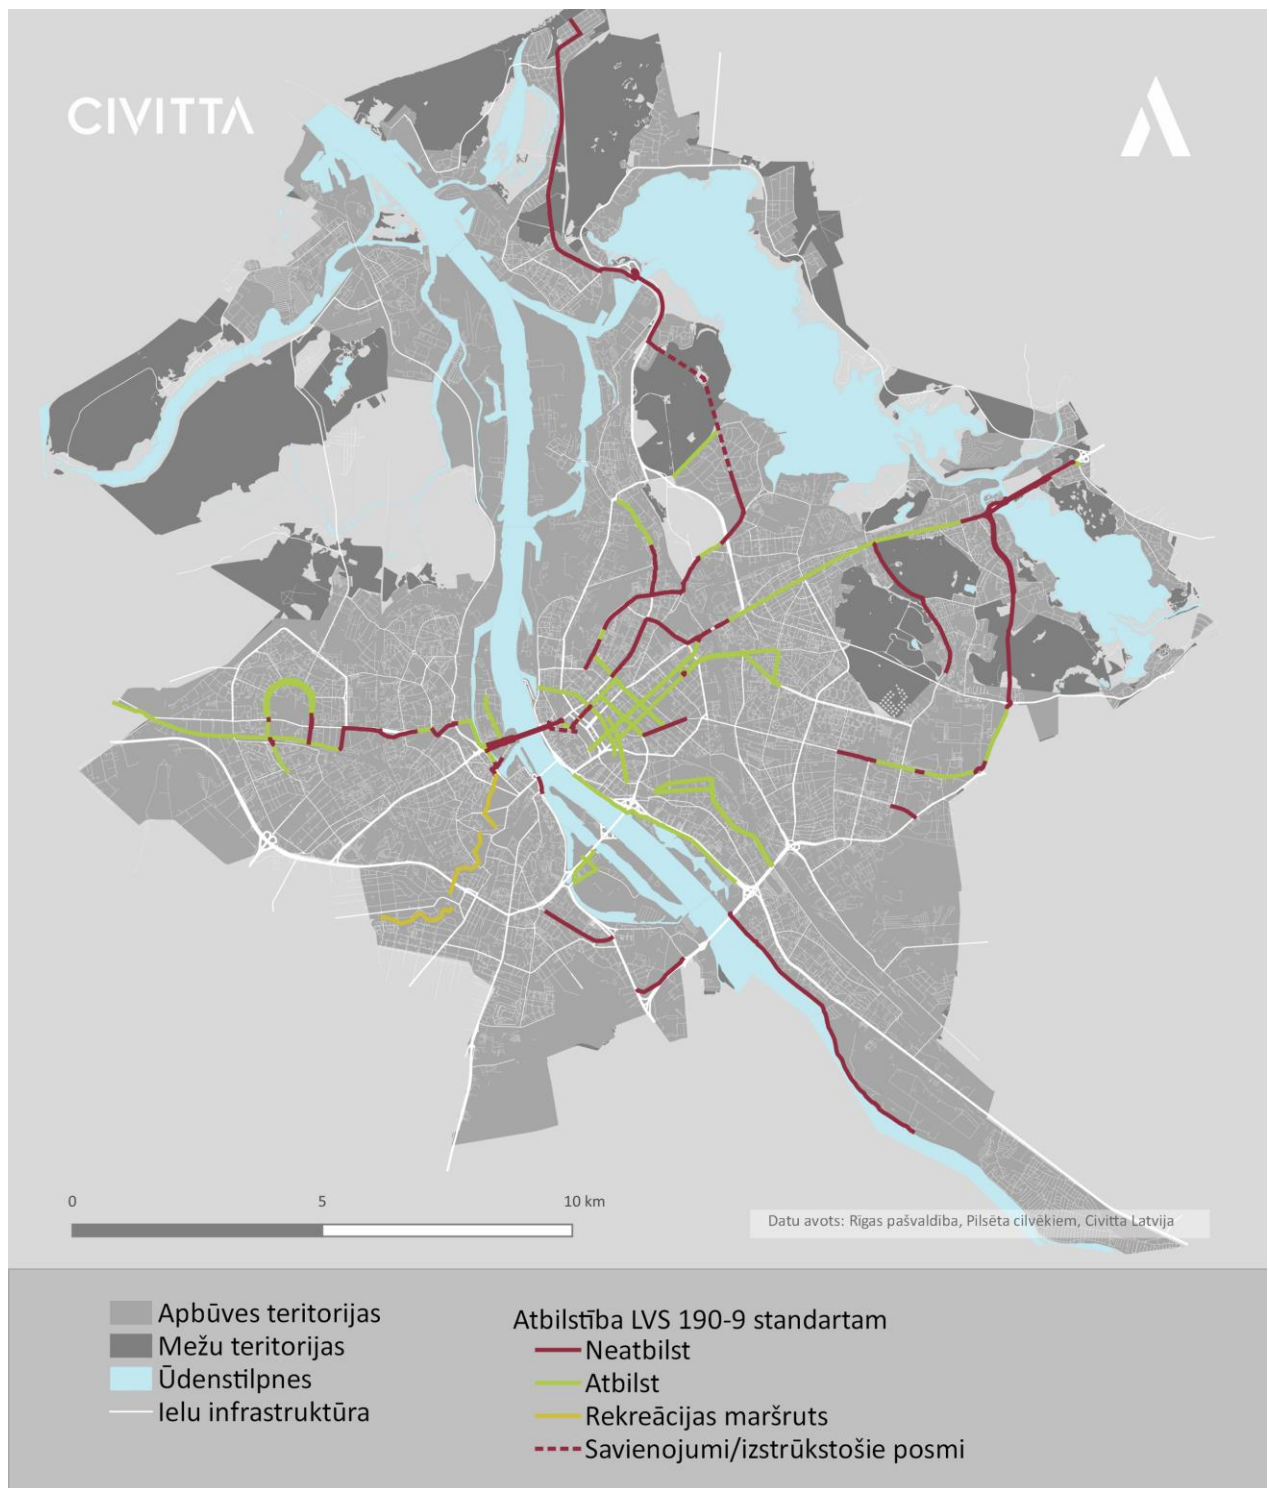 CIVITTA
0 5 10 km
Datu avots: Rīgas pašvaldība, Pilsēta cilvēkiem, Civitta Latvija
Apbūves teritorijas
Mežu teritorijas
Ūdenstilpnes
Ielu infrastruktūra
Atbilstība LVS 190-9 standartam
Neatbilst
Atbilst
Rekreācijas maršruts
Savienojumi/izstrūkstošie posmi